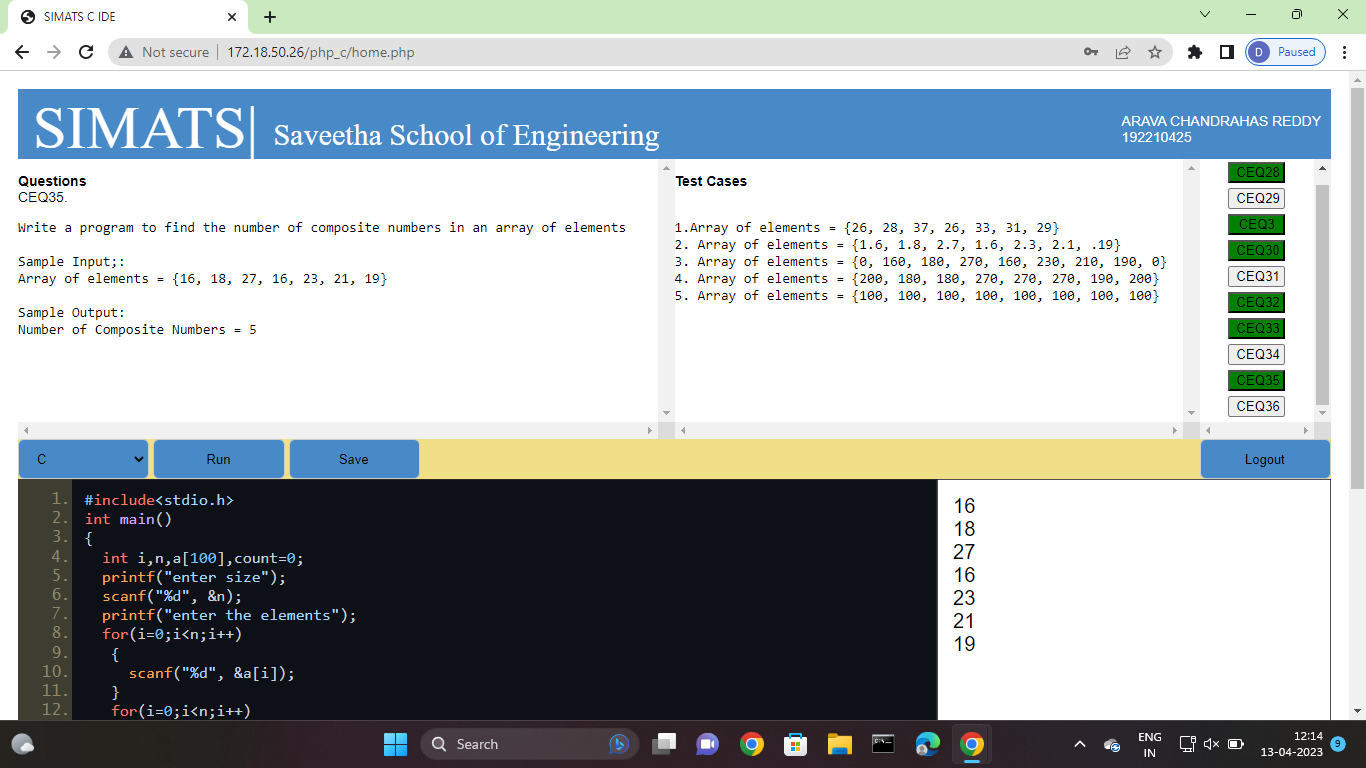 SIMATS C IDE
Not secure
172.18.50.26/php_c/home.php
D
Paused
SIMATS|
Saveetha School of Engineering
ARAVA CHANDRAHAS REDDY
192210425
Questions
CEQ35.
Write a program to find the number of composite numbers in an array of elements
Sample Input;:
Array of elements = {16, 18, 27, 16, 23, 21, 19}
Sample Output:
Number of Composite Numbers = 5
Test Cases
1.Array of elements = {26, 28, 37, 26, 33, 31, 29}
2. Array of elements = {1.6, 1.8, 2.7, 1.6, 2.3, 2.1, .19}
3. Array of elements = {0, 160, 180, 270, 160, 230, 210, 190, 0}
4. Array of elements = {200, 180, 180, 270, 270, 270, 190, 200}
5. Array of elements = {100, 100, 100, 100, 100, 100, 100, 100}
CEQ28
CEQ29
CEQ3
CEQ30
CEQ31
CEQ32
CEQ33
CEQ34
CEQ35
CEQ36
C
Run
Save
Logout
1. #include<stdio.h>
2. int main()
3. {
4. int i,n,a[100],count=0;
5. printf("enter size");
6. scanf("%d", &n);
7. printf("enter the elements");
8. for(i=0;i<n;i++)
9. {
10. scanf("%d", &a[i]);
11. }
12. for(i=0;i<n;i++)
16
18
27
16
23
21
19
Search
ENG
IN
12:14
13-04-2023
9